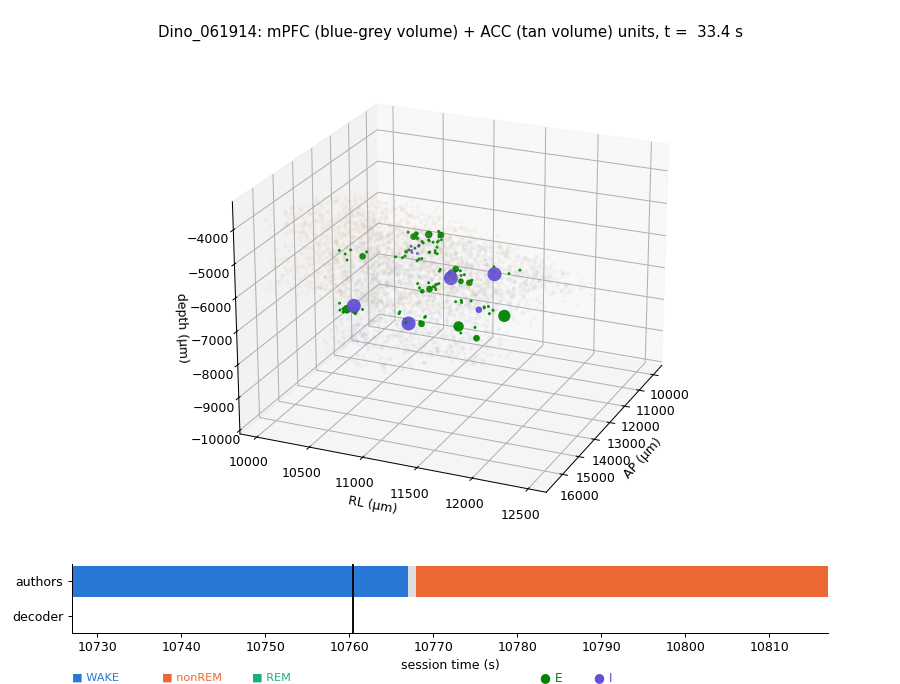 Dino_061914: mPFC (blue-grey volume) + ACC (tan volume) units, t =  33.4 s
−4000
−5000
−6000
−7000
−8000
−9000
−10000
depth (μm)
10000
10500
11000
11500
12000
12500
RL (μm)
10000
11000
12000
13000
14000
15000
16000
AP (μm)
authors
decoder
10730 10740 10750 10760 10770 10780 10790 10800 10810
session time (s)
WAKE nonREM REM E I